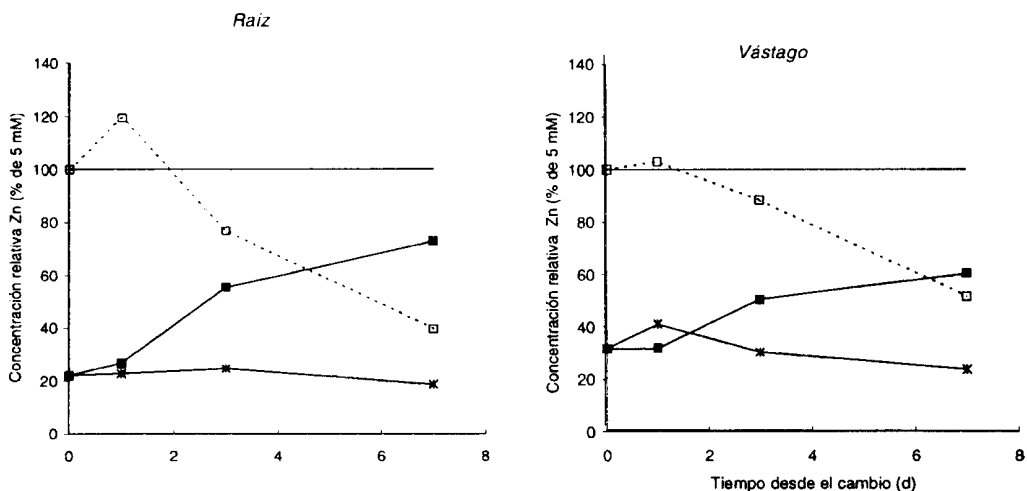 Raíz
Concentración relativa Zn (% de 5 mM)
140
120
100
80
60
40
20
0
0 2 4 6 8
Vástago
Concentración relativa Zn (% de 5 mM)
140
120
100
80
60
40
20
0
0 2 4 6 8
Tiempo desde el cambio (d)